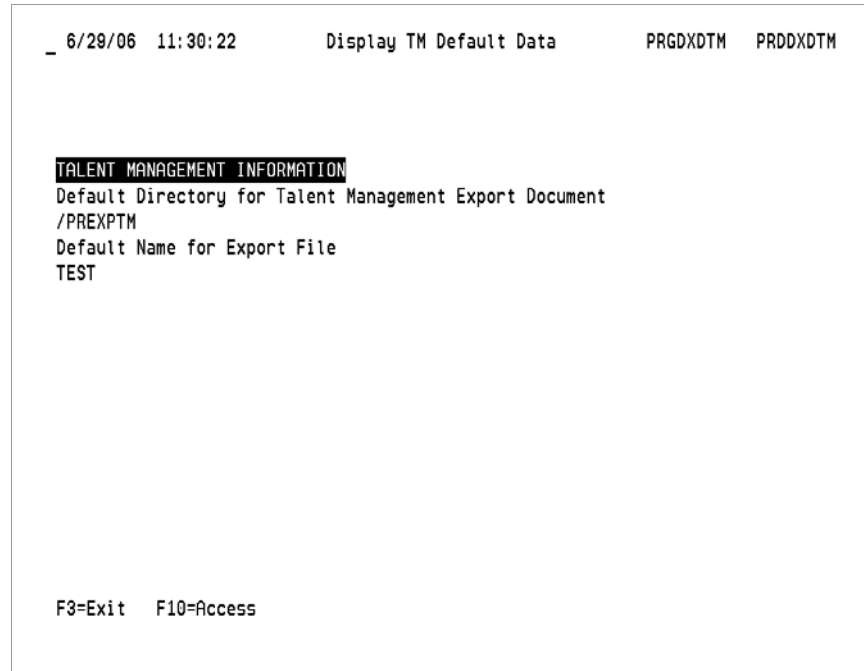 _ 6/29/06 11:30:22 Display TM Default Data PRGDXDTM PRDDXDTM
TALENT MANAGEMENT INFORMATION
Default Directory for Talent Management Export Document
/PREXPTM
Default Name for Export File
TEST
F3=Exit F10=Access